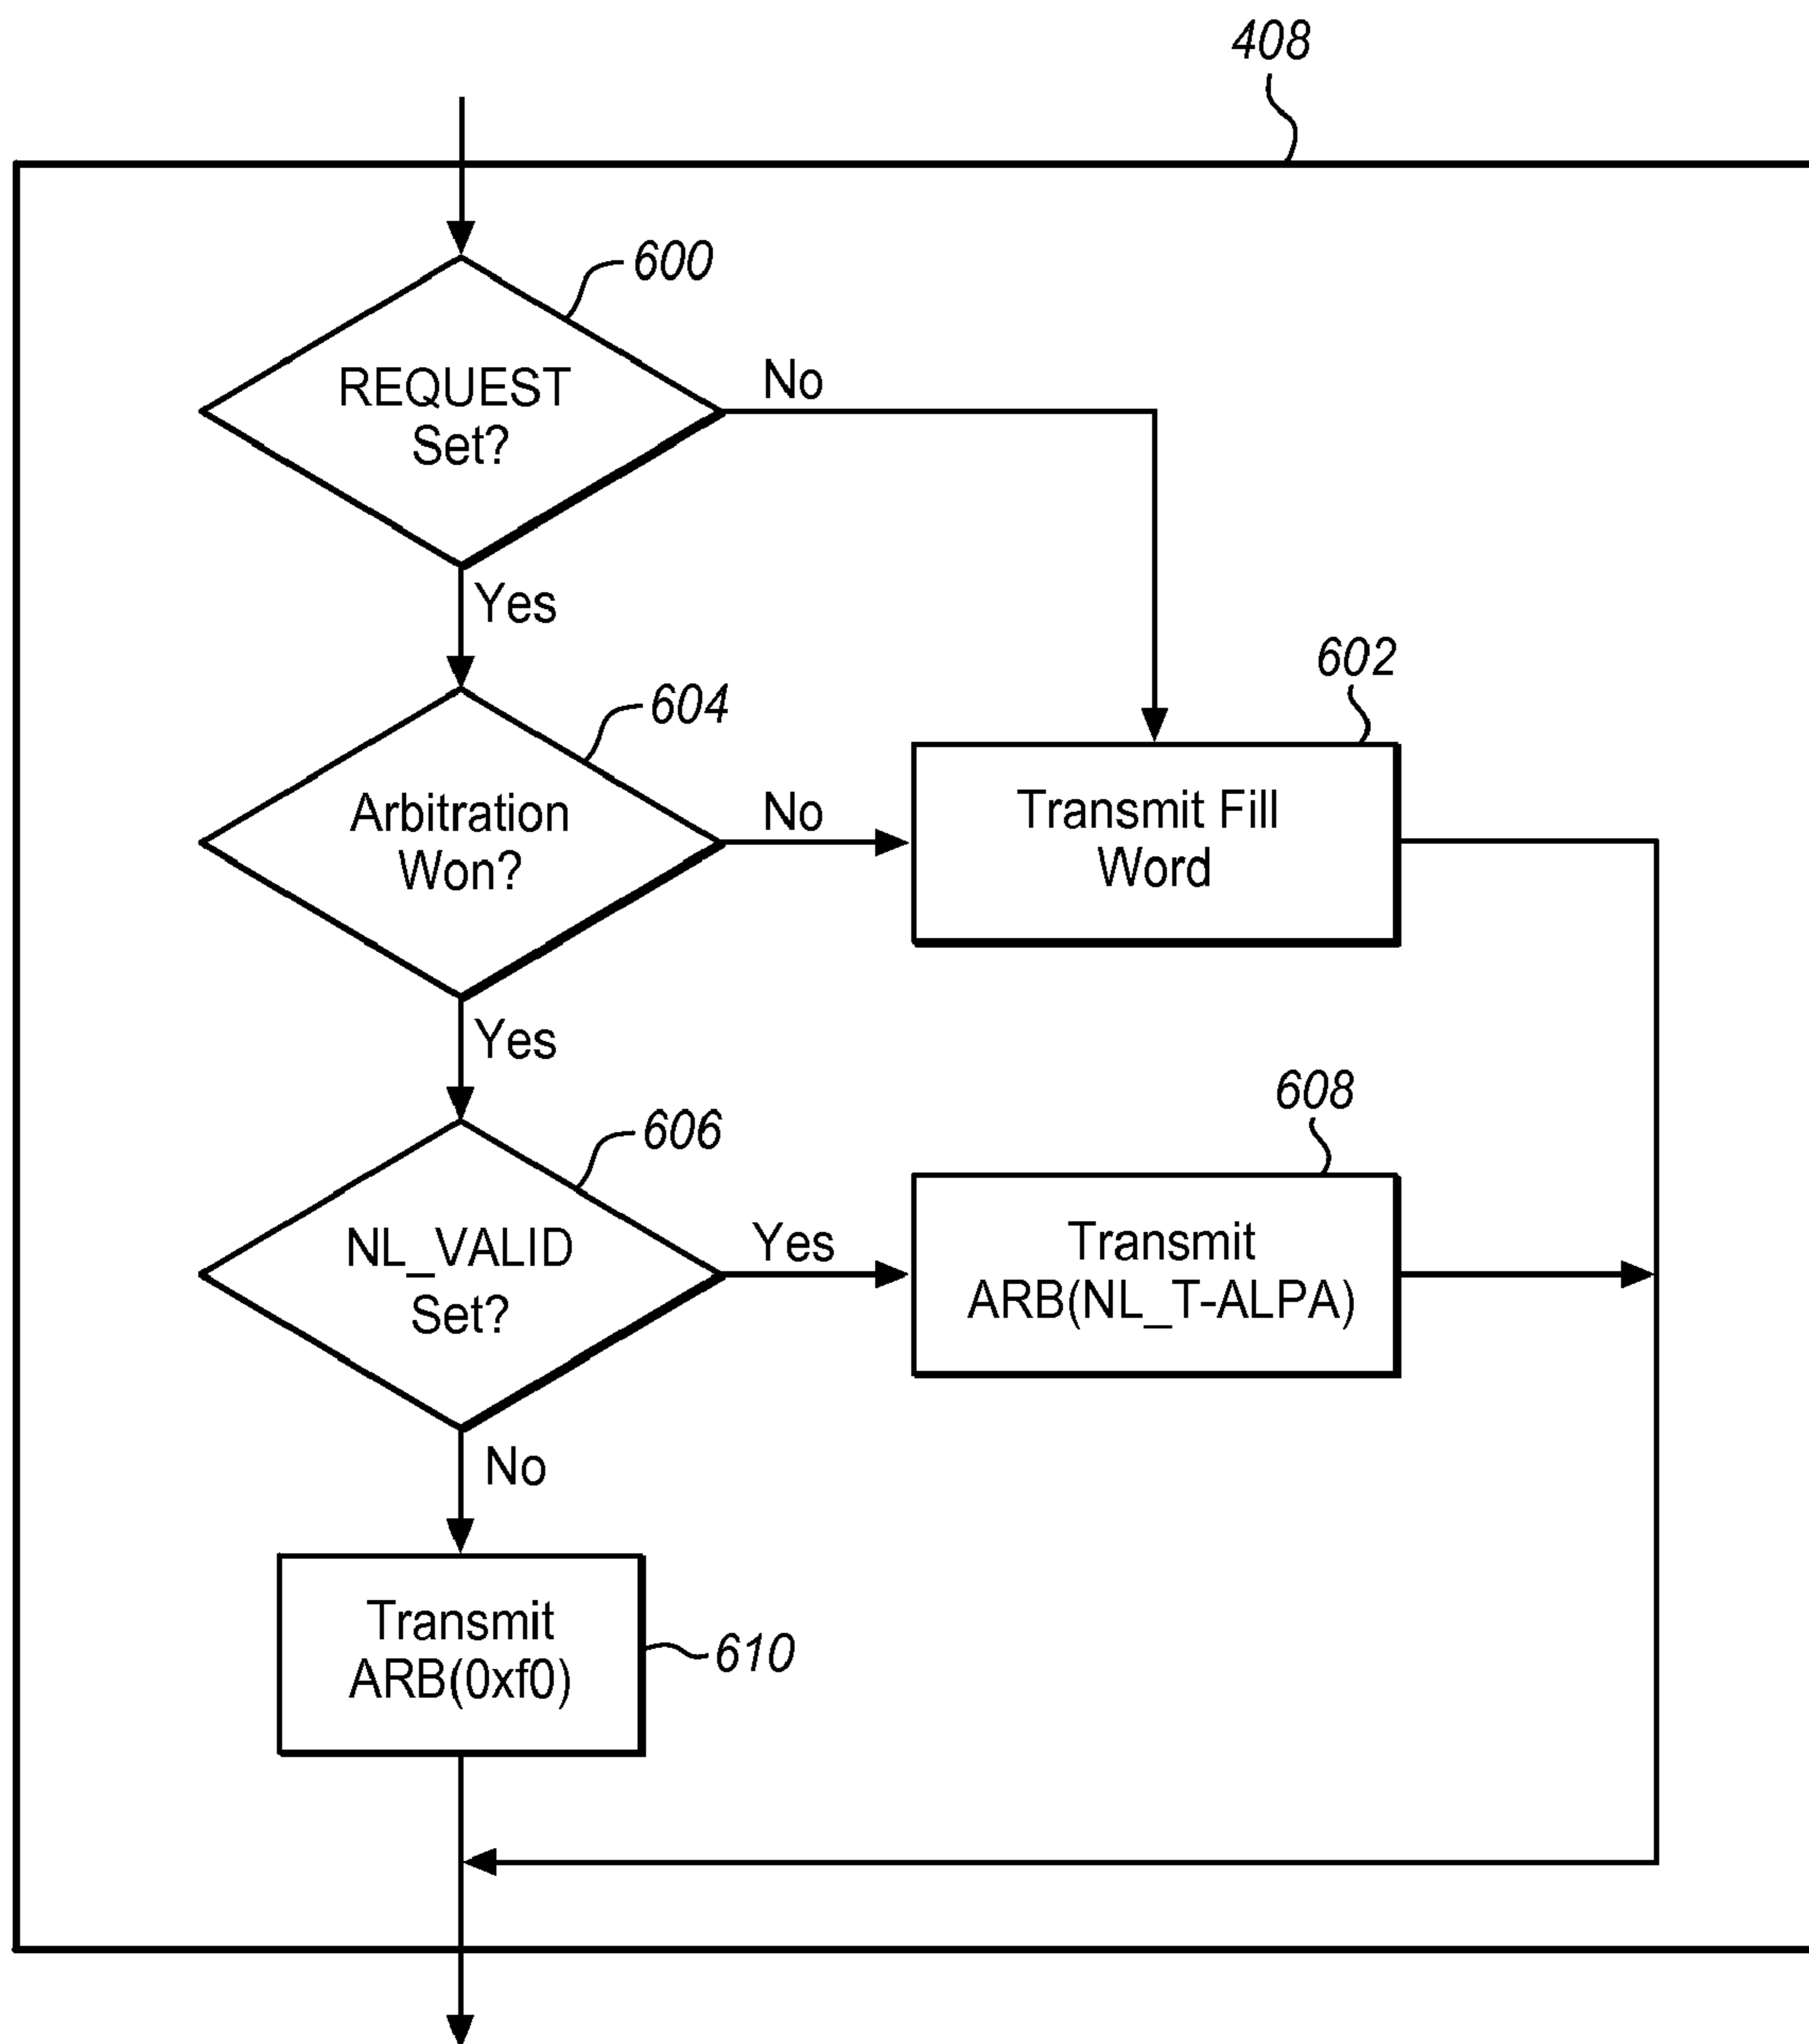 408
600
REQUEST
Set?
No
Yes
602
604
Arbitration
Won?
No
Transmit Fill
Word
Yes
608
606
NL_VALID
Set?
Yes
Transmit
ARB(NL_T-ALPA)
No
Transmit
ARB(0xf0)
610